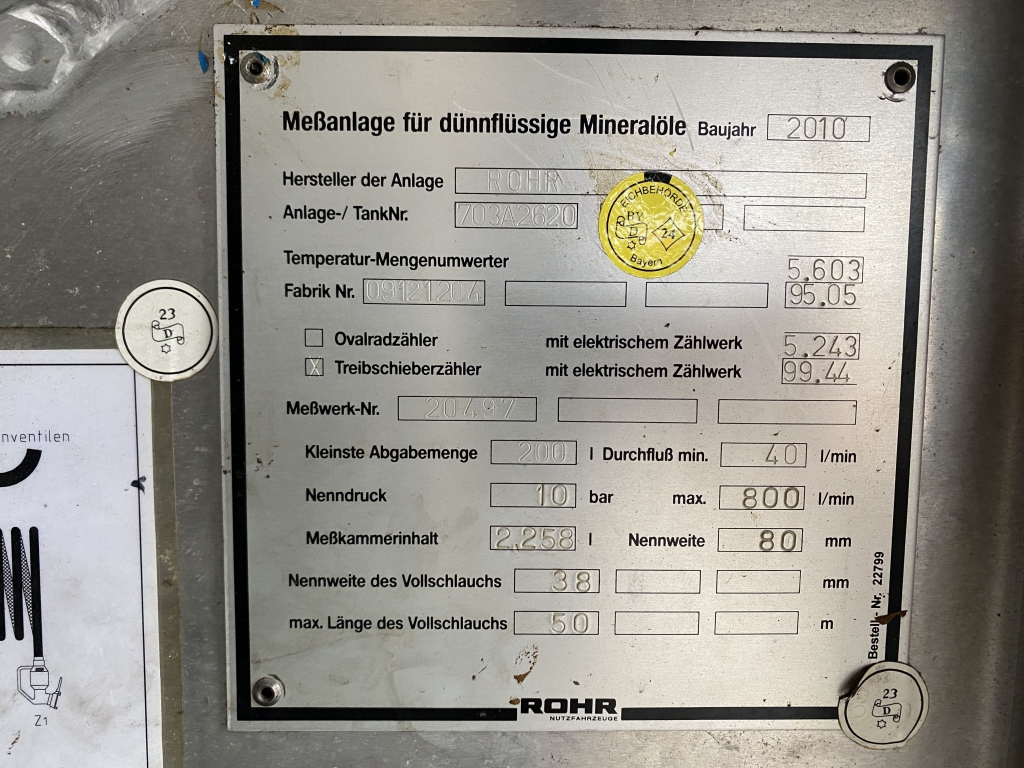 Meßanlage für dünnflüssige Mineralöle Baujahr 2010
Hersteller der Anlage ROHR
Anlage-/ TankNr. 703A2620
EICHBEHÖRDE
BY
D
24
Bayern
Temperatur-Mengenumwerter 5.603
Fabrik Nr. 09121204 95.05
23
D
Ovalradzähler mit elektrischem Zählwerk 5.243
X Treibschieberzähler mit elektrischem Zählwerk 99.44
Meßwerk-Nr. 20497
nventilen
Kleinste Abgabemenge 200 l Durchfluß min. 40 l/min
Nenndruck 10 bar max. 800 l/min
Meßkammerinhalt 2,258 l Nennweite 80 mm
Nennweite des Vollschlauchs 38 mm
max. Länge des Vollschlauchs 50 m
Bestell.- Nr. 22799
Z1
ROHR
NUTZFAHRZEUGE
23
D